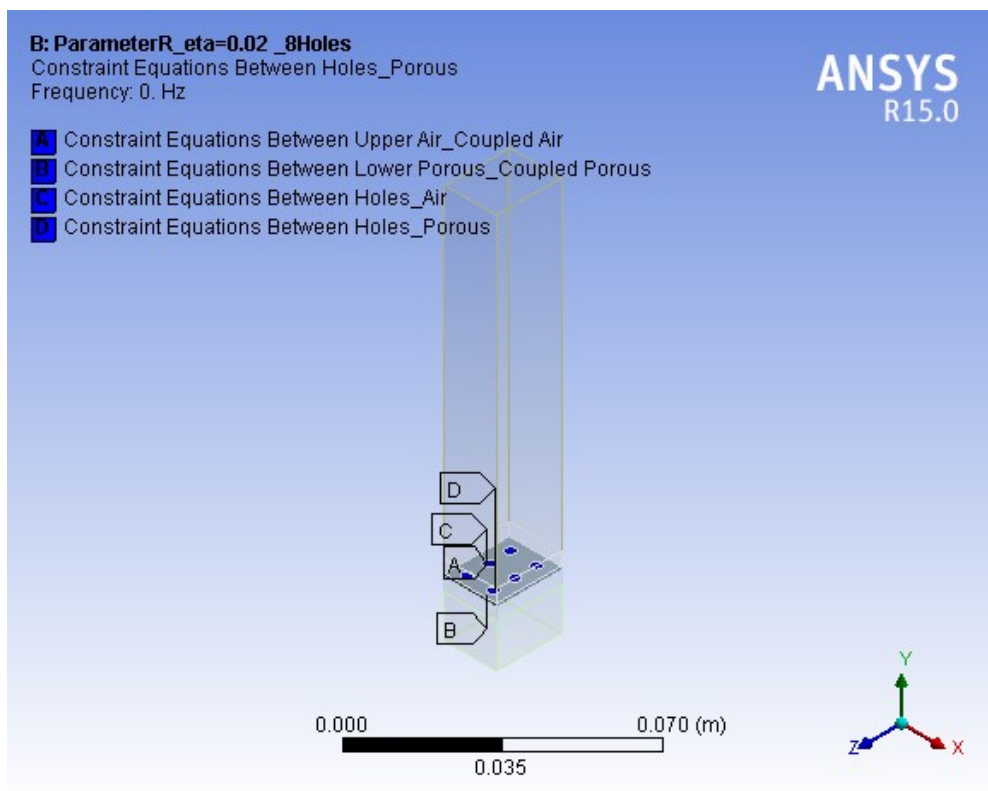 B: ParameterR_eta=0.02 _8Holes
Constraint Equations Between Holes_Porous
Frequency: 0. Hz
ANSYS
R15.0
A Constraint Equations Between Upper Air_Coupled Air
B Constraint Equations Between Lower Porous_Coupled Porous
C Constraint Equations Between Holes_Air
D Constraint Equations Between Holes_Porous
D
C
A
B
Y
Z
X
0.000
0.070 (m)
0.035